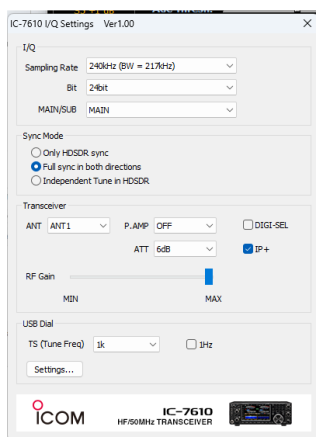 IC-7610 I/Q Settings Ver1.00
I/Q
Sampling Rate 240kHz (BW = 217kHz)
Bit 24bit
MAIN/SUB MAIN
Sync Mode
Only HDSDR sync
Full sync in both directions
Independent Tune in HDSDR
Transceiver
ANT ANT1 P.AMP OFF DIGI-SEL
ATT 6dB IP+
RF Gain
MIN MAX
USB Dial
TS (Tune Freq) 1k 1Hz
Settings...
ICOM IC-7610
HF/50MHz TRANSCEIVER